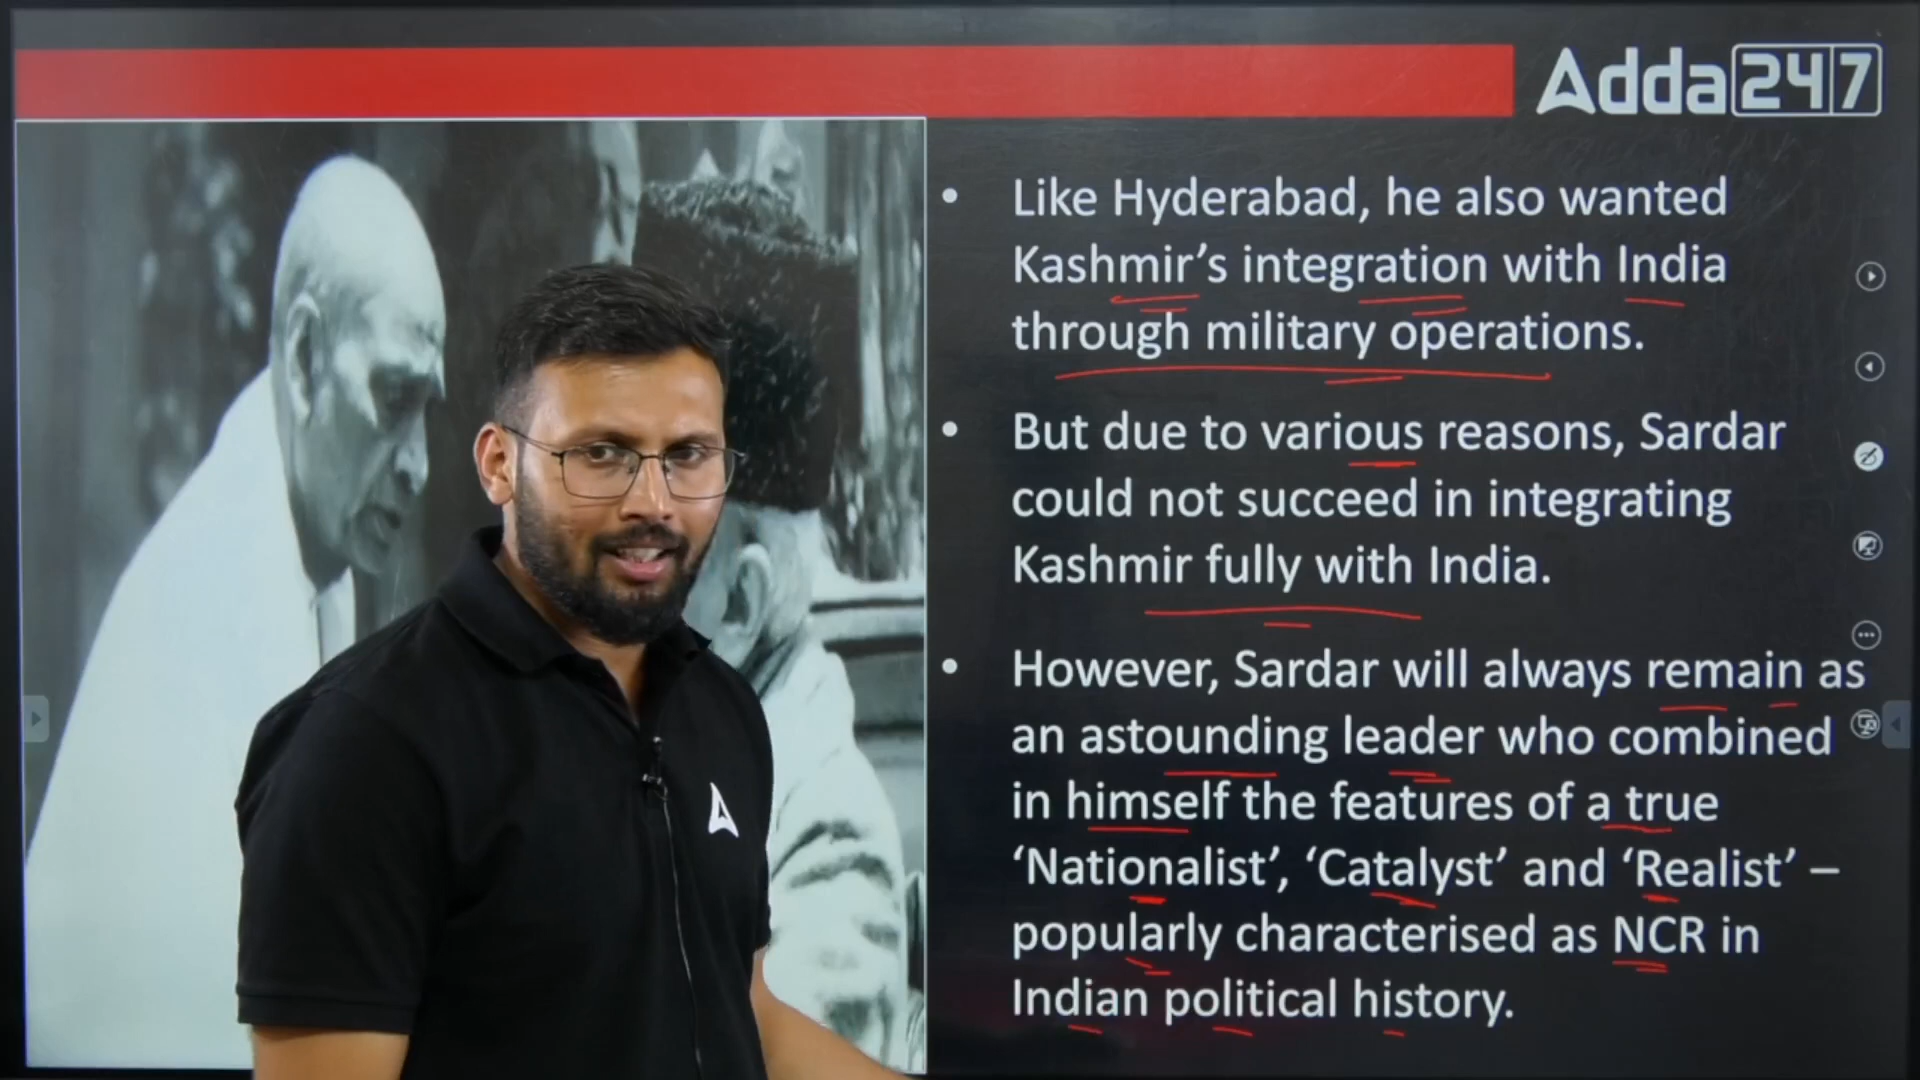 Adda247
• Like Hyderabad, he also wanted
Kashmir’s integration with India
through military operations.
• But due to various reasons, Sardar
could not succeed in integrating
Kashmir fully with India.
• However, Sardar will always remain as
an astounding leader who combined
in himself the features of a true
‘Nationalist’, ‘Catalyst’ and ‘Realist’ –
popularly characterised as NCR in
Indian political history.